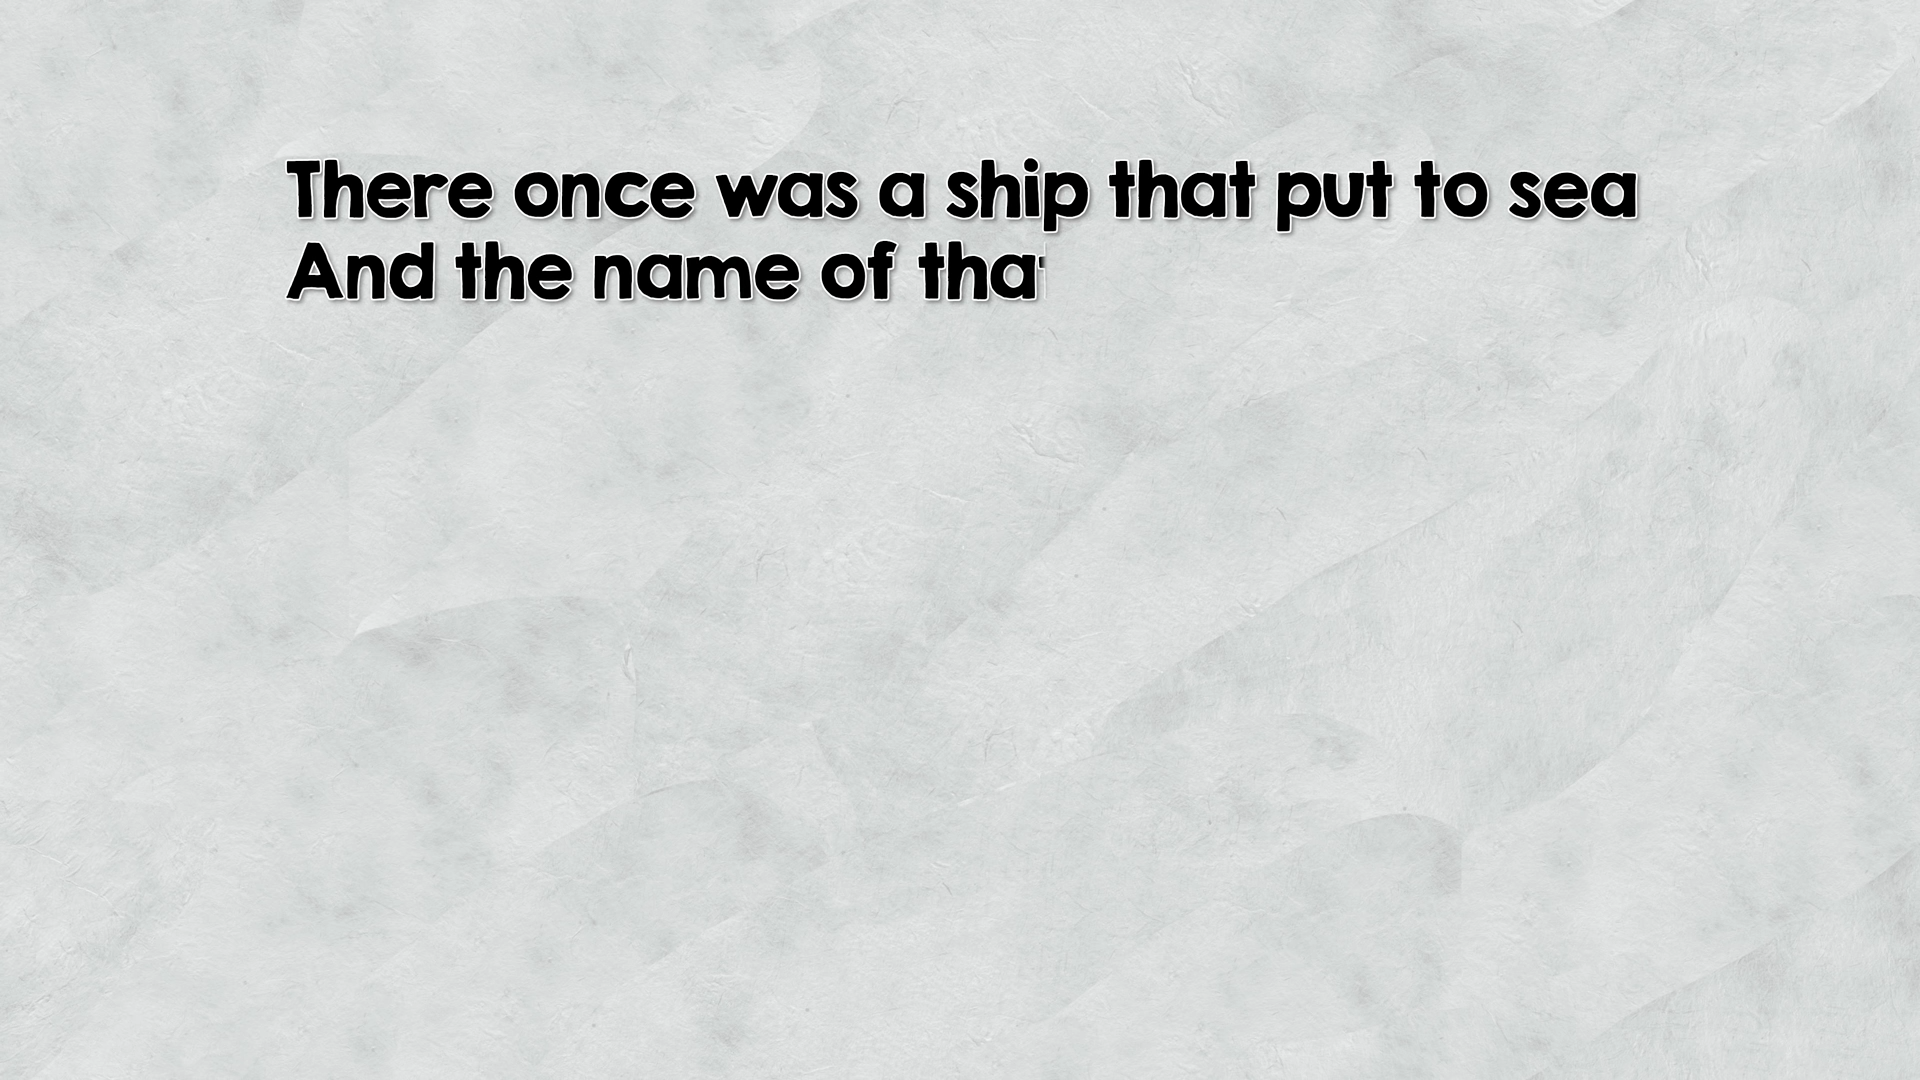 There once was a ship that put to sea
And the name of tha